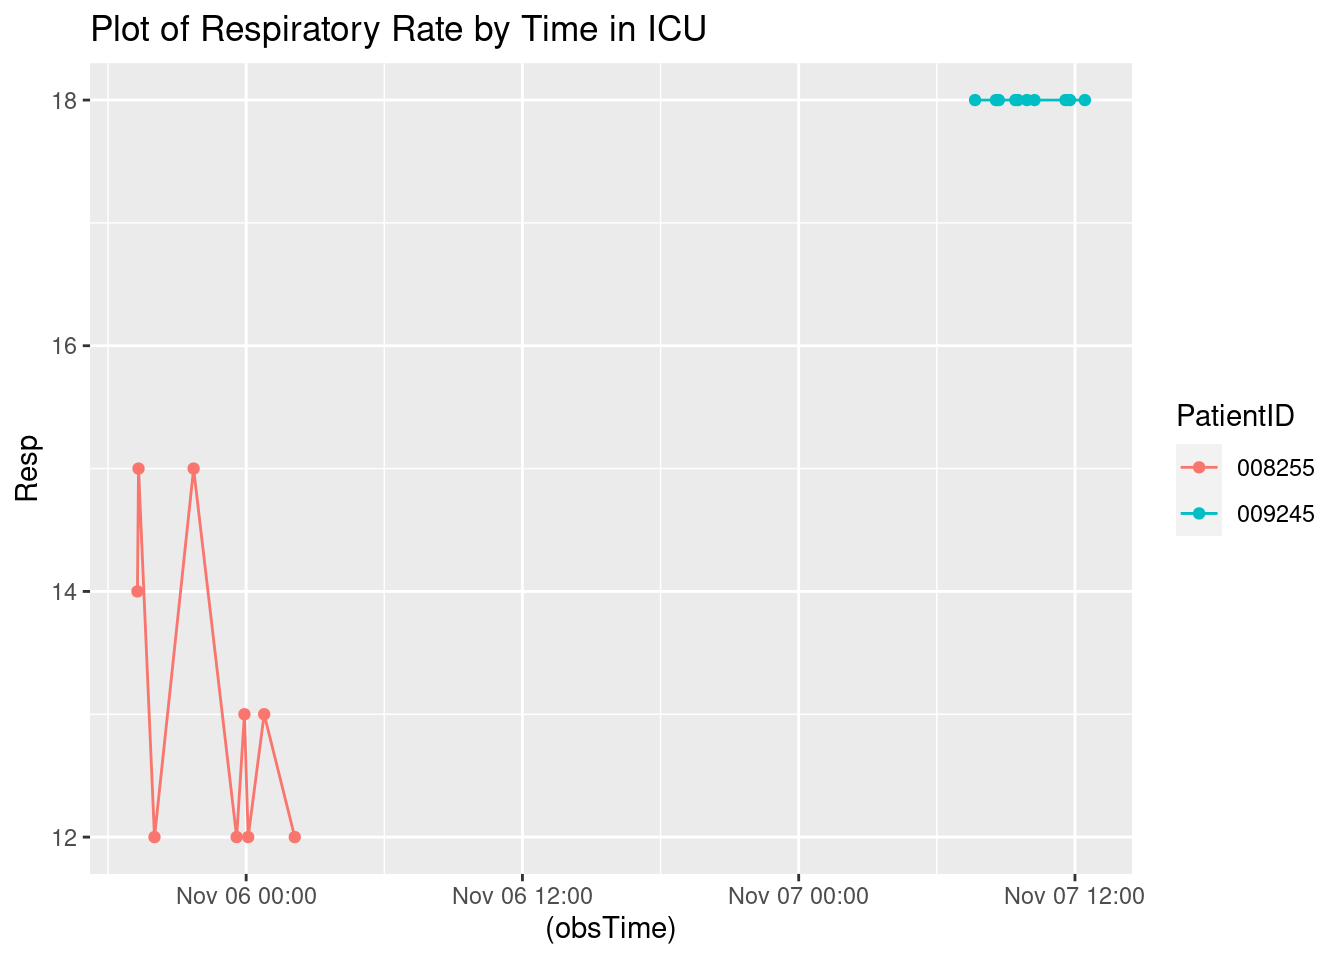 Plot of Respiratory Rate by Time in ICU
18
16
14
12
Resp
Nov 06 00:00 Nov 06 12:00 Nov 07 00:00 Nov 07 12:00
(obsTime)
PatientID
008255
009245